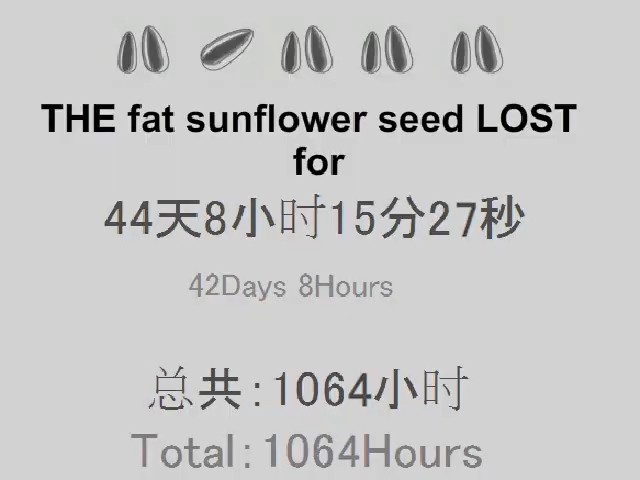 THE fat sunflower seed LOST
for
44天8小时15分27秒
42Days 8Hours
总共:1064小时
Total:1064Hours